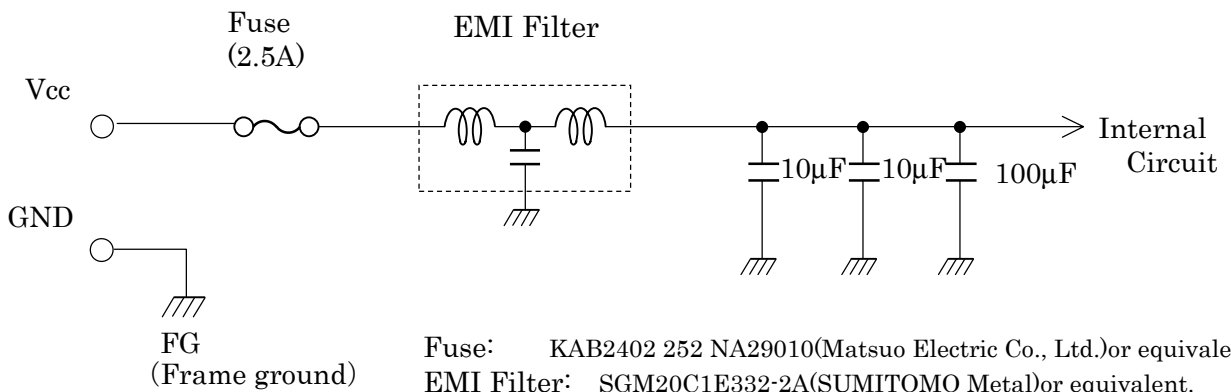 Fuse
(2.5A)
EMI Filter
Vcc
Internal
Circuit
10μF
10μF
100μF
GND
FG
(Frame ground)
Fuse: KAB2402 252 NA29010(Matsuo Electric Co., Ltd.)or equivale
EMI Filter: SGM20C1E332-2A(SUMITOMO Metal)or equivalent.